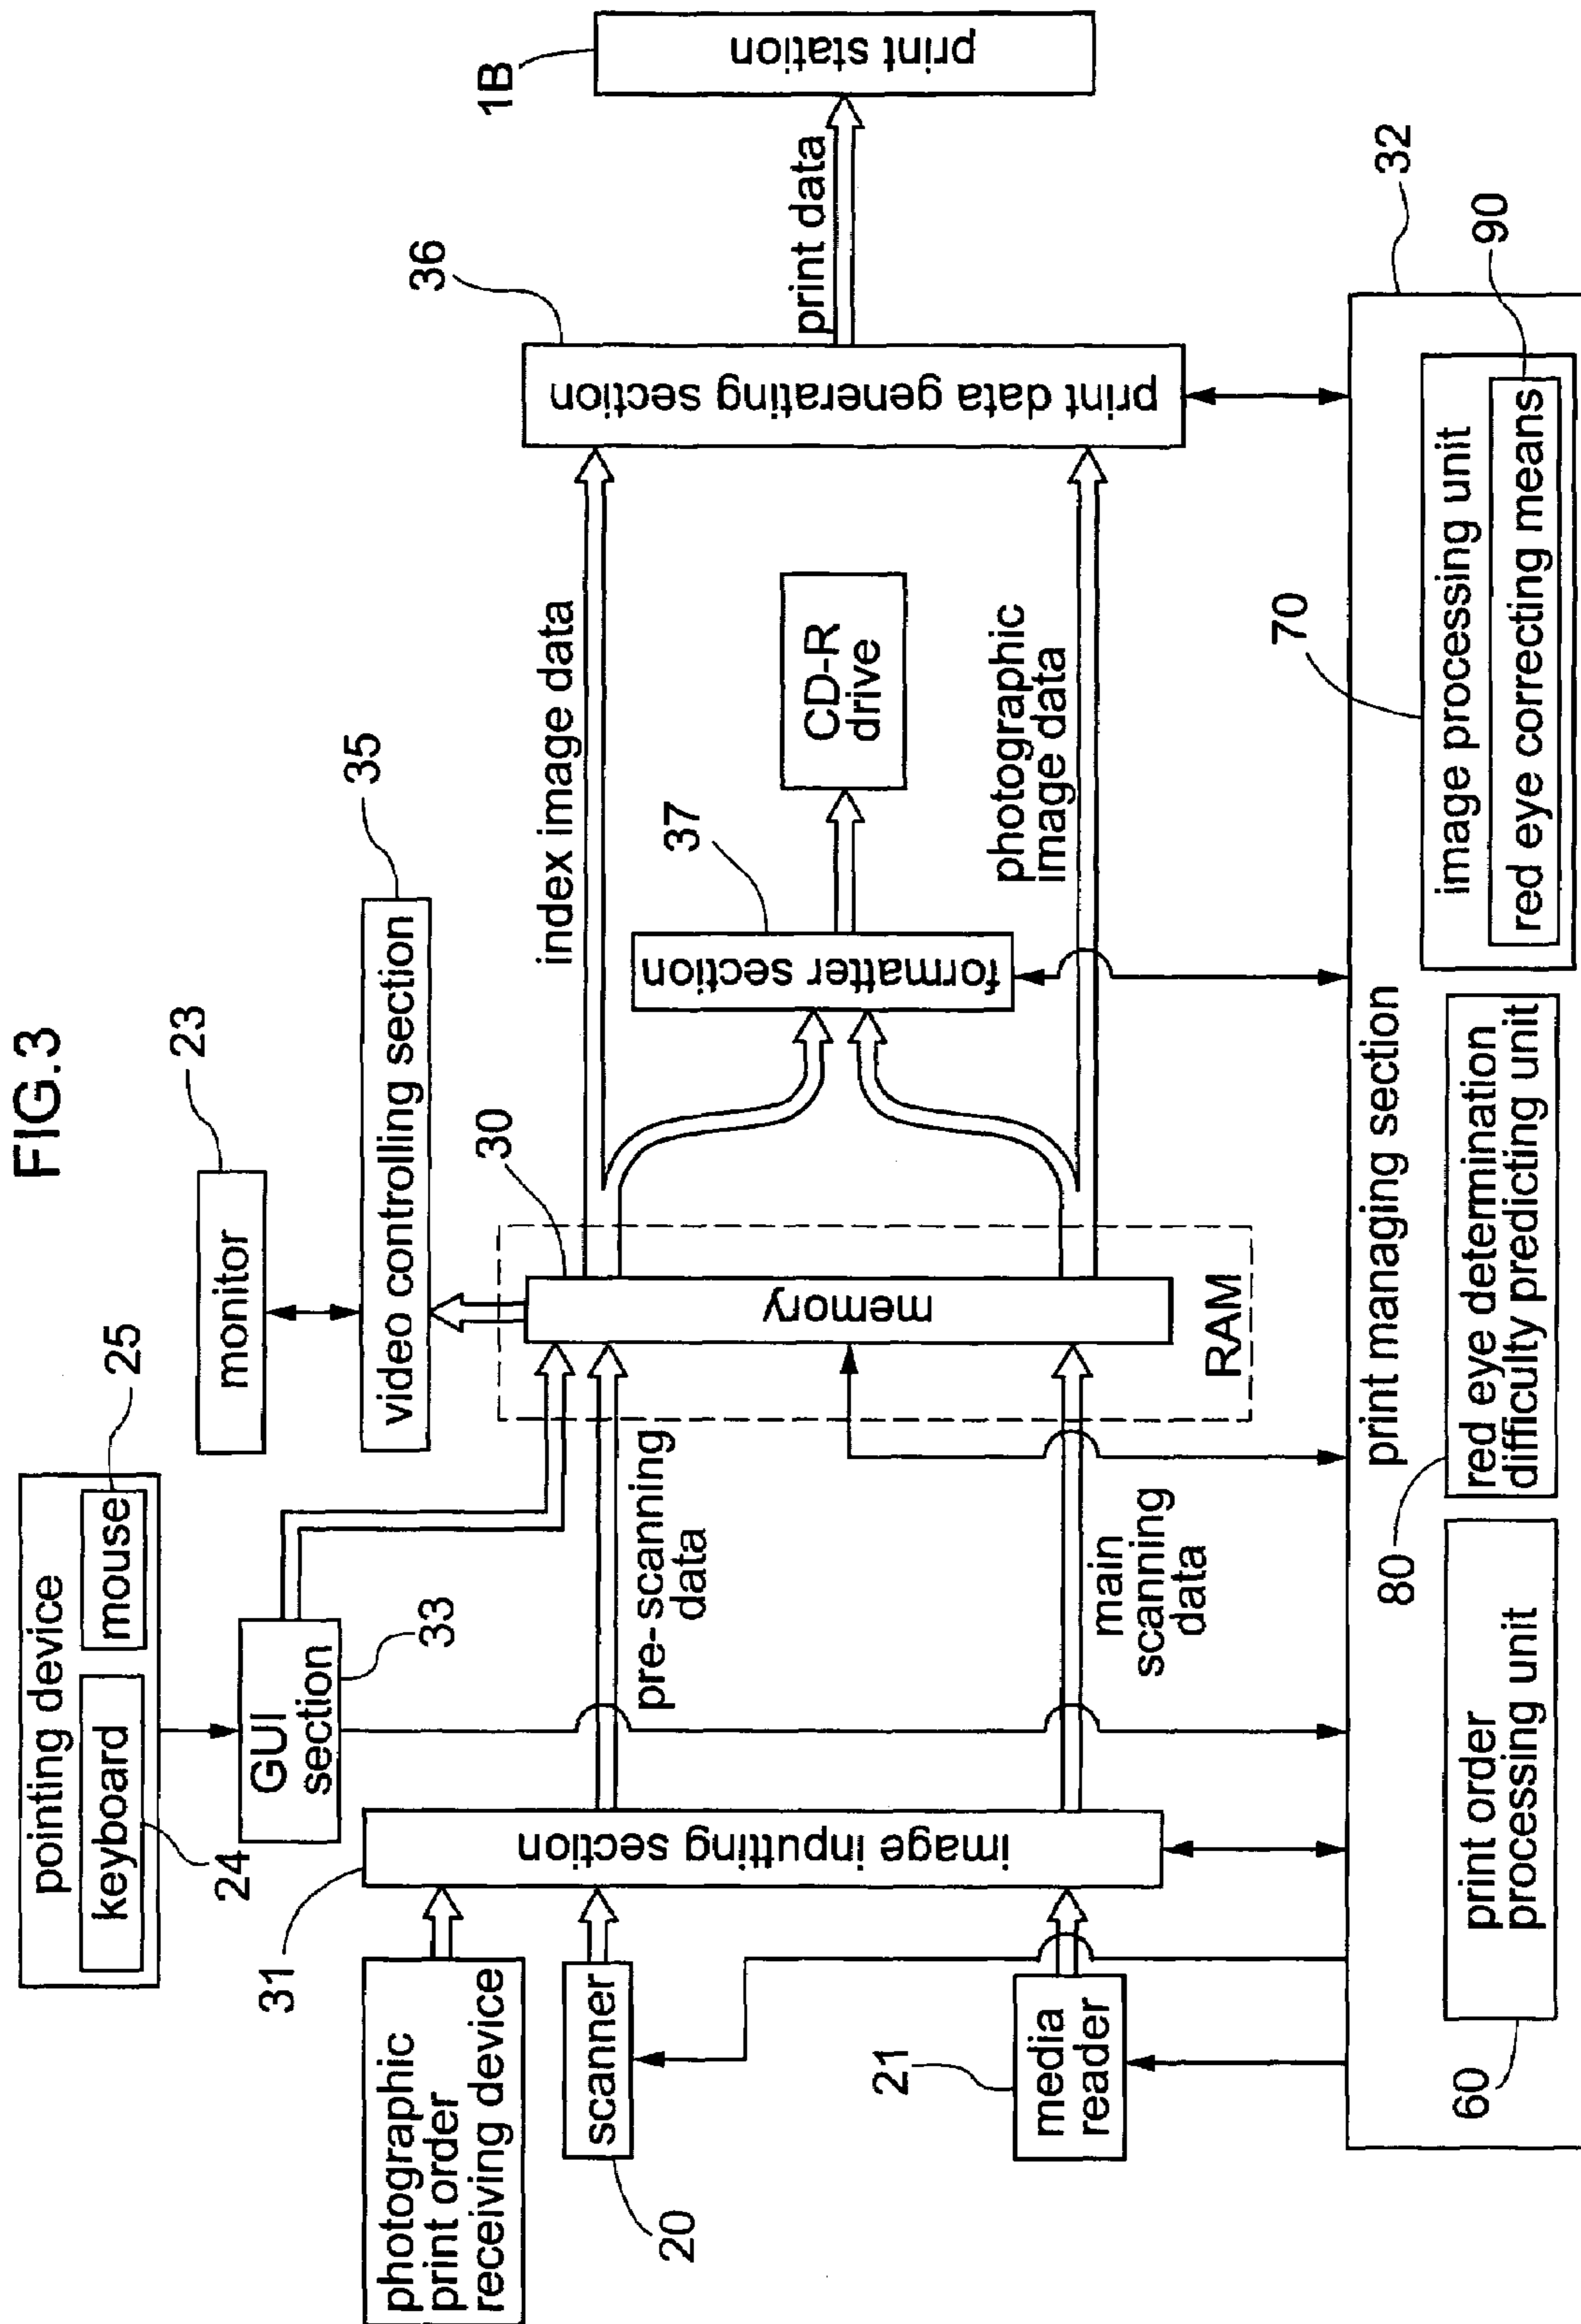 FIG.3
pointing device
keyboard
mouse
24
25
GUI
section
33
monitor
23
video controlling section
35
photographic
print order
receiving device
31
scanner
20
media
reader
21
image inputting section
pre-scanning
data
main
scanning
data
memory
30
RAM
index image data
formatter section
37
CD-R
drive
photographic
image data
print data generating section
36
print data
print station
1B
print managing section
32
print order
processing unit
60
red eye determination
difficulty predicting unit
80
image processing unit
70
red eye correcting means
90